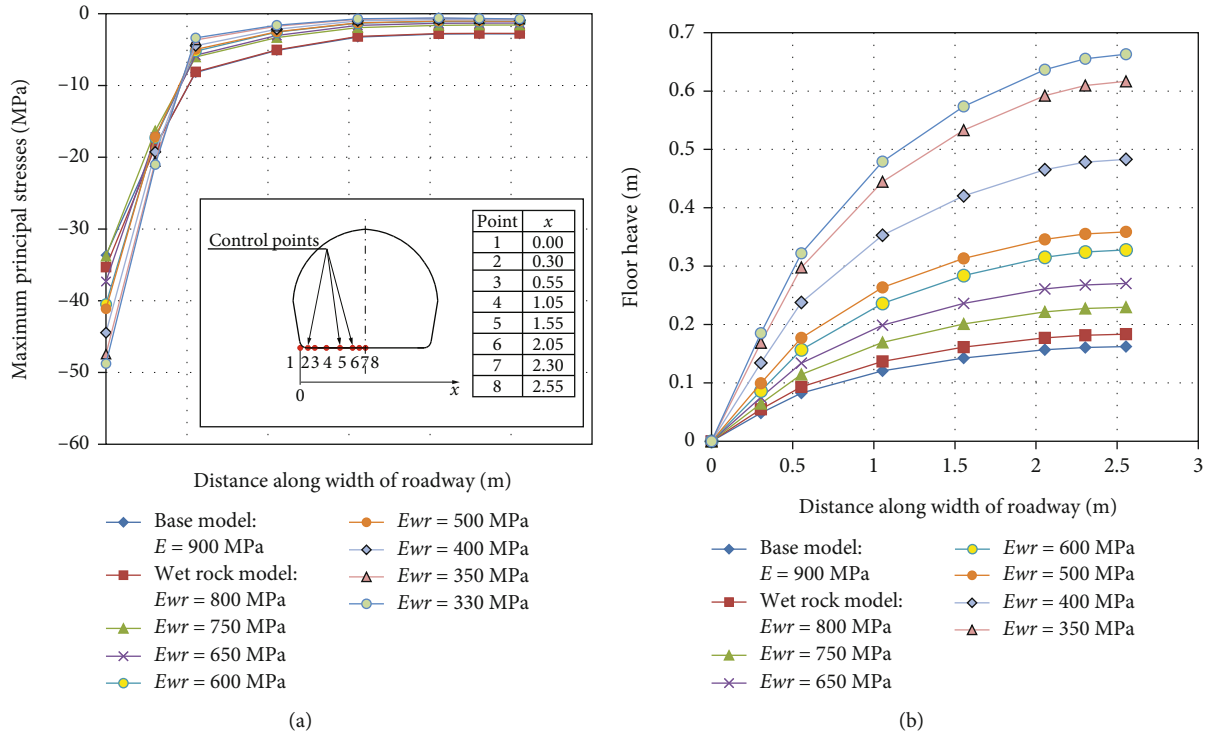 Maximum principal stresses (MPa)
0
–10
–20
–30
–40
–50
–60
Control points
1 2 3 4 5 6 7 8
0
x
Point x
1 0.00
2 0.30
3 0.55
4 1.05
5 1.55
6 2.05
7 2.30
8 2.55
Distance along width of roadway (m)
Base model:
E = 900 MPa
Wet rock model:
Ewr = 800 MPa
Ewr = 750 MPa
Ewr = 650 MPa
Ewr = 600 MPa
Ewr = 500 MPa
Ewr = 400 MPa
Ewr = 350 MPa
Ewr = 330 MPa
(a)
Floor heave (m)
0.7
0.6
0.5
0.4
0.3
0.2
0.1
0
0 0.5 1 1.5 2 2.5 3
Distance along width of roadway (m)
Base model:
E = 900 MPa
Wet rock model:
Ewr = 800 MPa
Ewr = 750 MPa
Ewr = 650 MPa
Ewr = 600 MPa
Ewr = 500 MPa
Ewr = 400 MPa
Ewr = 350 MPa
(b)